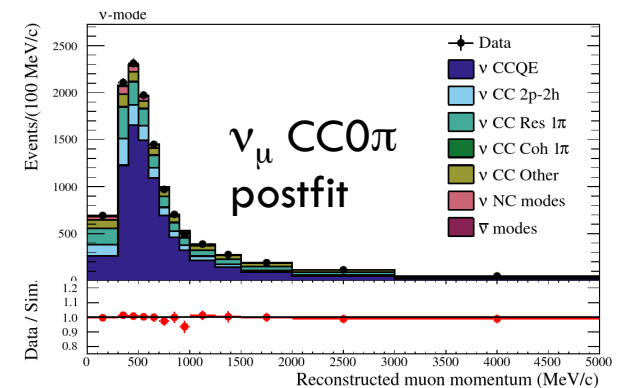 ν-mode
Events/(100 MeV/c)
2500
2000
1500
1000
500
0
Data
ν CCQE
ν CC 2p-2h
ν CC Res 1π
ν CC Coh 1π
ν CC Other
ν NC modes
ν̅ modes
νμ CC0π
postfit
Data / Sim.
1.2
1.1
1.0
0.9
0.8
0 500 1000 1500 2000 2500 3000 3500 4000 4500 5000
Reconstructed muon momentum (MeV/c)